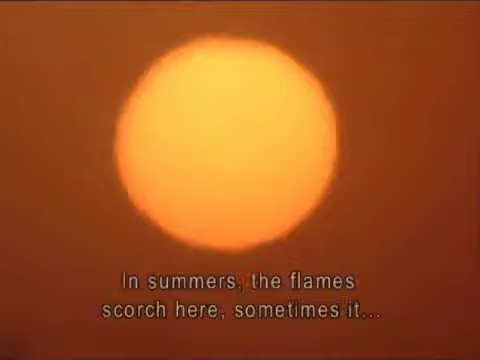 In summers, the flames
scorch here, sometimes it...